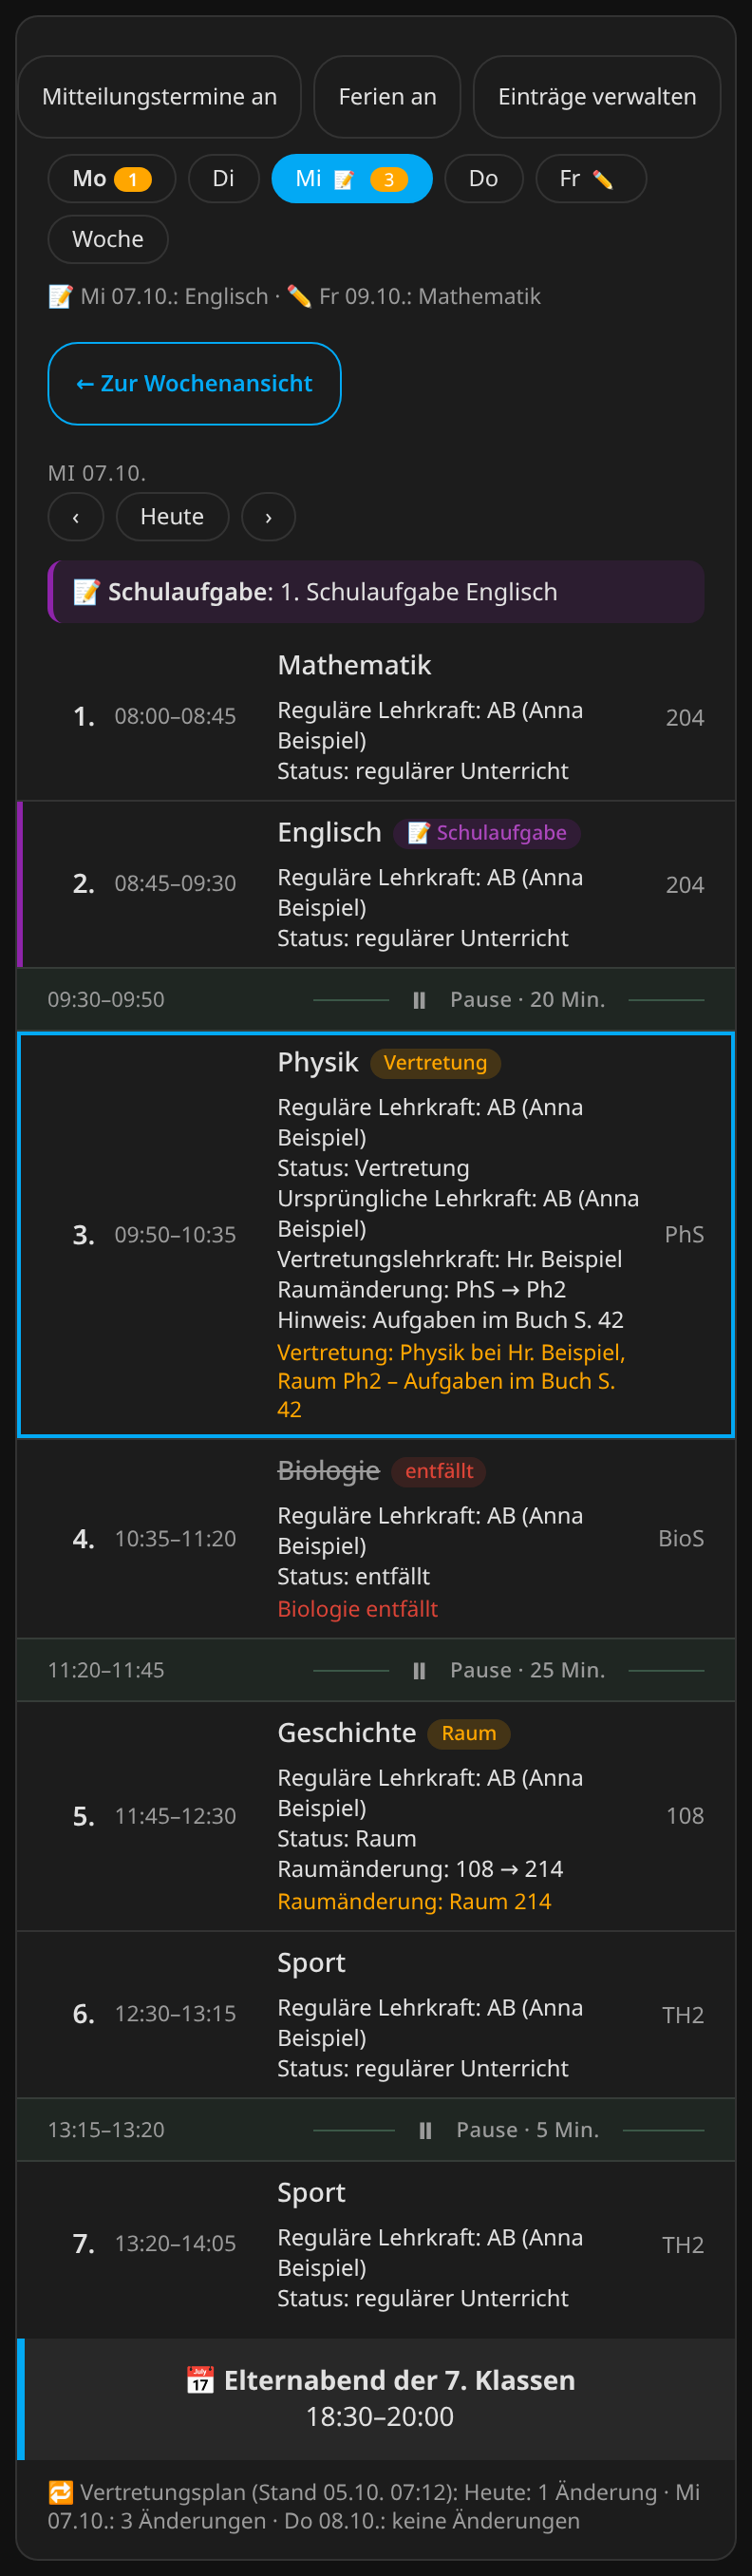 Mitteilungstermine an Ferien an Einträge verwalten
Mo 1 Di Mi 📝 3 Do Fr ✏️
Woche
📝 Mi 07.10.: Englisch · ✏️ Fr 09.10.: Mathematik
← Zur Wochenansicht
MI 07.10.
‹ Heute ›
📝 Schulaufgabe: 1. Schulaufgabe Englisch
Mathematik
1. 08:00–08:45
Reguläre Lehrkraft: AB (Anna
Beispiel)
Status: regulärer Unterricht
204
Englisch 📝 Schulaufgabe
2. 08:45–09:30
Reguläre Lehrkraft: AB (Anna
Beispiel)
Status: regulärer Unterricht
204
09:30–09:50 ⏸ Pause · 20 Min.
Physik Vertretung
3. 09:50–10:35
Reguläre Lehrkraft: AB (Anna
Beispiel)
Status: Vertretung
Ursprüngliche Lehrkraft: AB (Anna
Beispiel)
Vertretungslehrkraft: Hr. Beispiel
Raumänderung: PhS → Ph2
Hinweis: Aufgaben im Buch S. 42
Vertretung: Physik bei Hr. Beispiel,
Raum Ph2 – Aufgaben im Buch S.
42
PhS
Biologie entfällt
4. 10:35–11:20
Reguläre Lehrkraft: AB (Anna
Beispiel)
Status: entfällt
Biologie entfällt
BioS
11:20–11:45 ⏸ Pause · 25 Min.
Geschichte Raum
5. 11:45–12:30
Reguläre Lehrkraft: AB (Anna
Beispiel)
Status: Raum
Raumänderung: 108 → 214
Raumänderung: Raum 214
108
Sport
6. 12:30–13:15
Reguläre Lehrkraft: AB (Anna
Beispiel)
Status: regulärer Unterricht
TH2
13:15–13:20 ⏸ Pause · 5 Min.
Sport
7. 13:20–14:05
Reguläre Lehrkraft: AB (Anna
Beispiel)
Status: regulärer Unterricht
TH2
📅 Elternabend der 7. Klassen
18:30–20:00
🔁 Vertretungsplan (Stand 05.10. 07:12): Heute: 1 Änderung · Mi
07.10.: 3 Änderungen · Do 08.10.: keine Änderungen